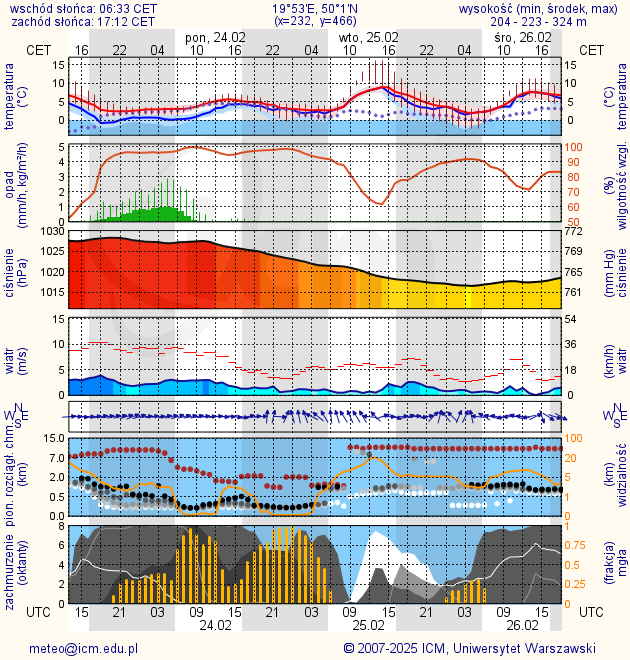 wschód słońca: 06:33 CET 19°53'E, 50°1'N wysokość (min, środek, max)
zachód słońca: 17:12 CET (x=232, y=466) 204 - 223 - 324 m
pon, 24.02 wto, 25.02 śro, 26.02
CET 16 22 04 10 16 22 04 10 16 22 04 10 16 CET
temperatura (°C) 15 10 5 0 15 10 5 0 (°C) temperatura
opad (mm/h, kg/m²/h) 5 4 3 2 1 0 100 90 80 70 60 50 (%) wilgotność wzgl.
ciśnienie (hPa) 1030 1025 1020 1015 772 769 765 761 (mm Hg) ciśnienie
wiatr (m/s) 15 10 5 0 54 36 18 0 (km/h) wiatr
N W E S N W E S
pion. rozciągł. chm. (km) 15.0 7.0 2.0 0.5 0.0 100 20 5 1 0 (km) widzialność
zachmurzenie (oktanty) 8 6 4 2 0 1 0.75 0.5 0.25 0 (frakcja) mgła
UTC 15 21 03 09 15 21 03 09 15 21 03 09 15 UTC
24.02 25.02 26.02
meteo@icm.edu.pl © 2007-2025 ICM, Uniwersytet Warszawski